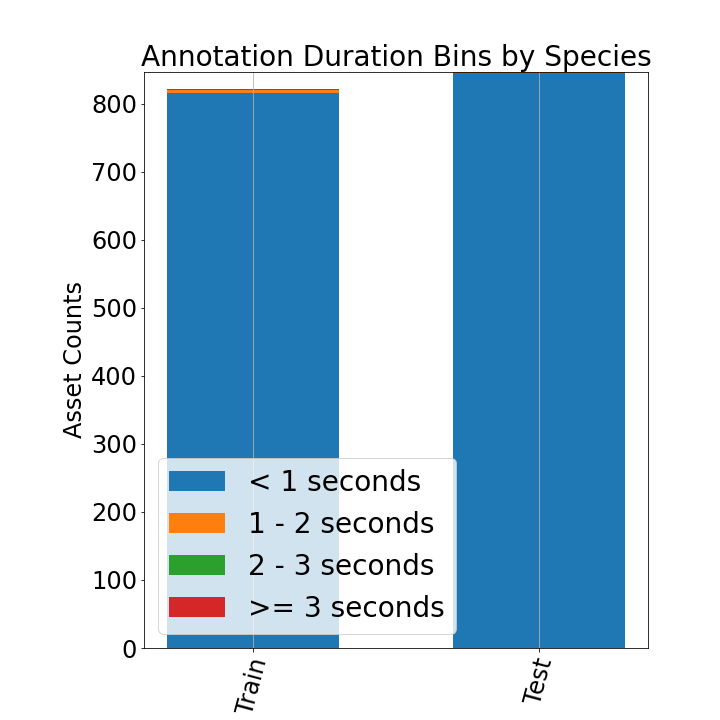 Annotation Duration Bins by Species
800
700
600
500
400
300
200
100
0
Asset Counts
< 1 seconds
1 - 2 seconds
2 - 3 seconds
>= 3 seconds
Train
Test